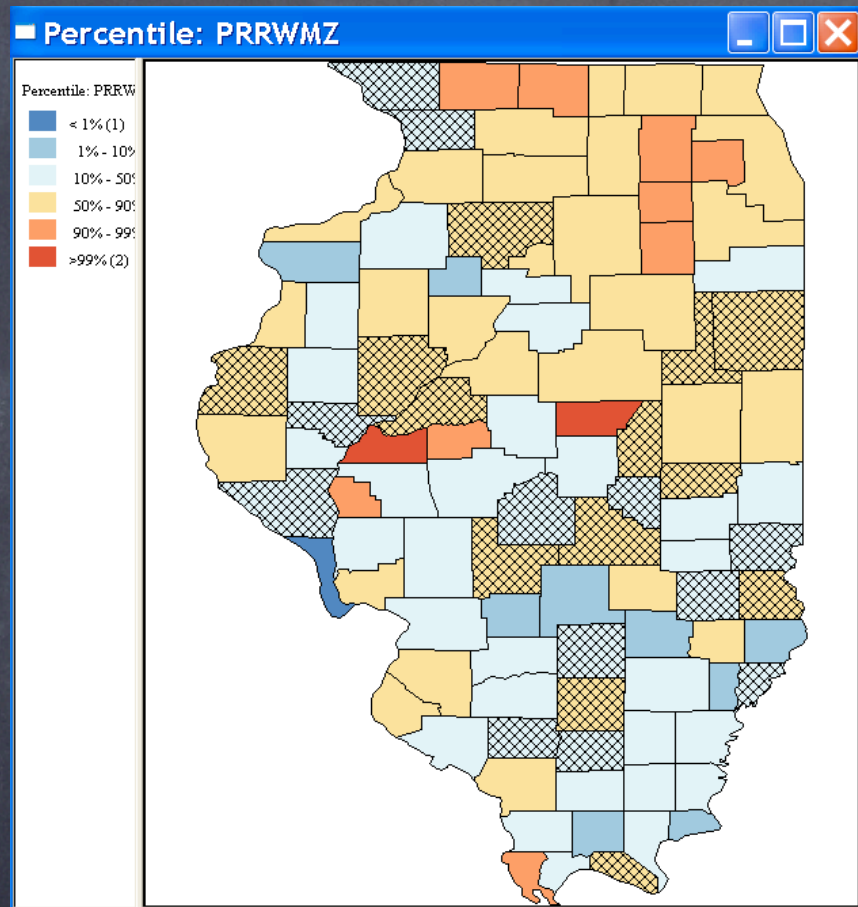 Percentile: PRRWMZ
Percentile: PRRW
< 1% (1)
1% - 10%
10% - 50%
50% - 90%
90% - 99%
>99% (2)